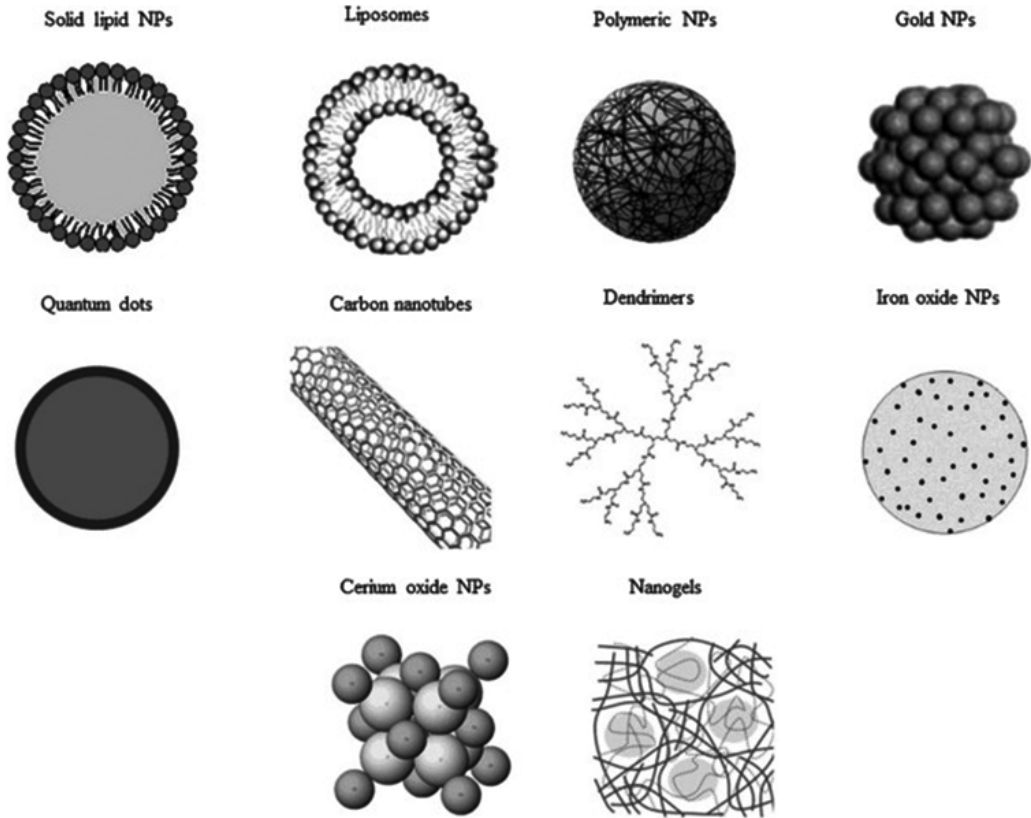 Solid lipid NPs
Liposomes
Polymeric NPs
Gold NPs
Quantum dots
Carbon nanotubes
Dendrimers
Iron oxide NPs
Cerium oxide NPs
Nanogels